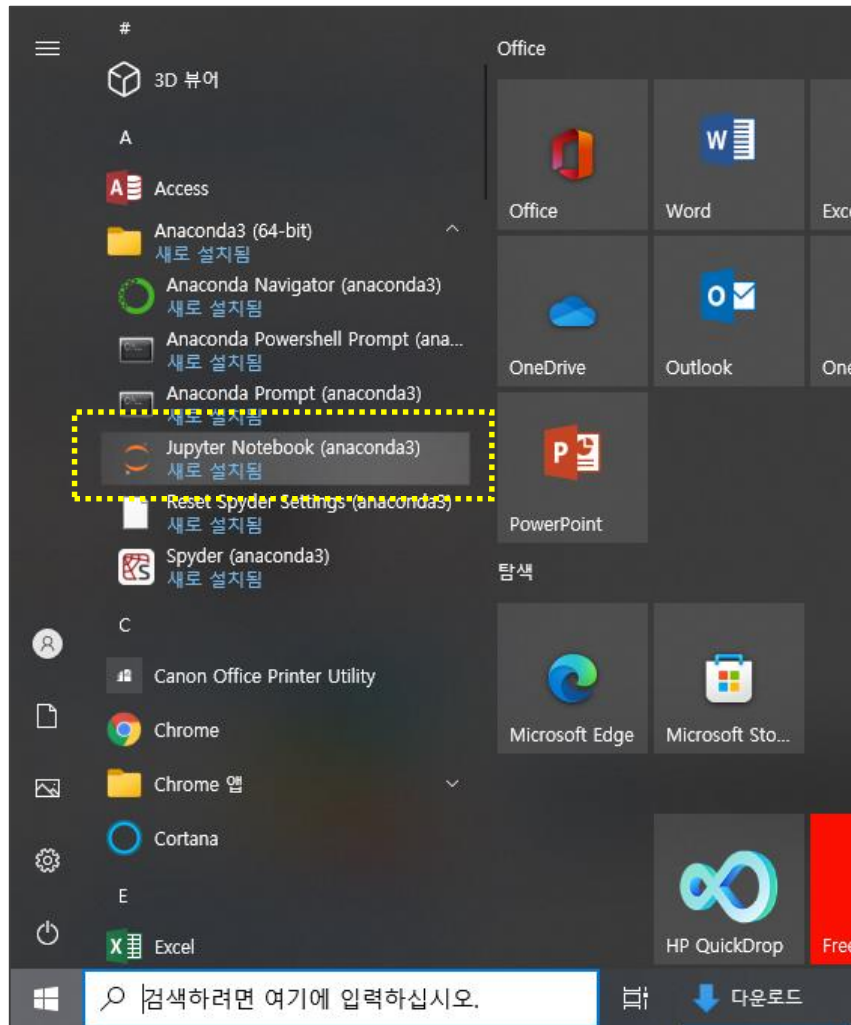 #
3D 뷰어
A
Access
Anaconda3 (64-bit)
새로 설치됨
Anaconda Navigator (anaconda3)
새로 설치됨
Anaconda Powershell Prompt (ana...
새로 설치됨
Anaconda Prompt (anaconda3)
새로 설치됨
Jupyter Notebook (anaconda3)
새로 설치됨
Reset Spyder Settings (anaconda3)
새로 설치됨
Spyder (anaconda3)
새로 설치됨
C
Canon Office Printer Utility
Chrome
Chrome 앱
Cortana
E
Excel
Office
Office
Word
Exc
OneDrive
Outlook
One
PowerPoint
탐색
Microsoft Edge
Microsoft Sto...
HP QuickDrop
Free
검색하려면 여기에 입력하십시오.
다운로드